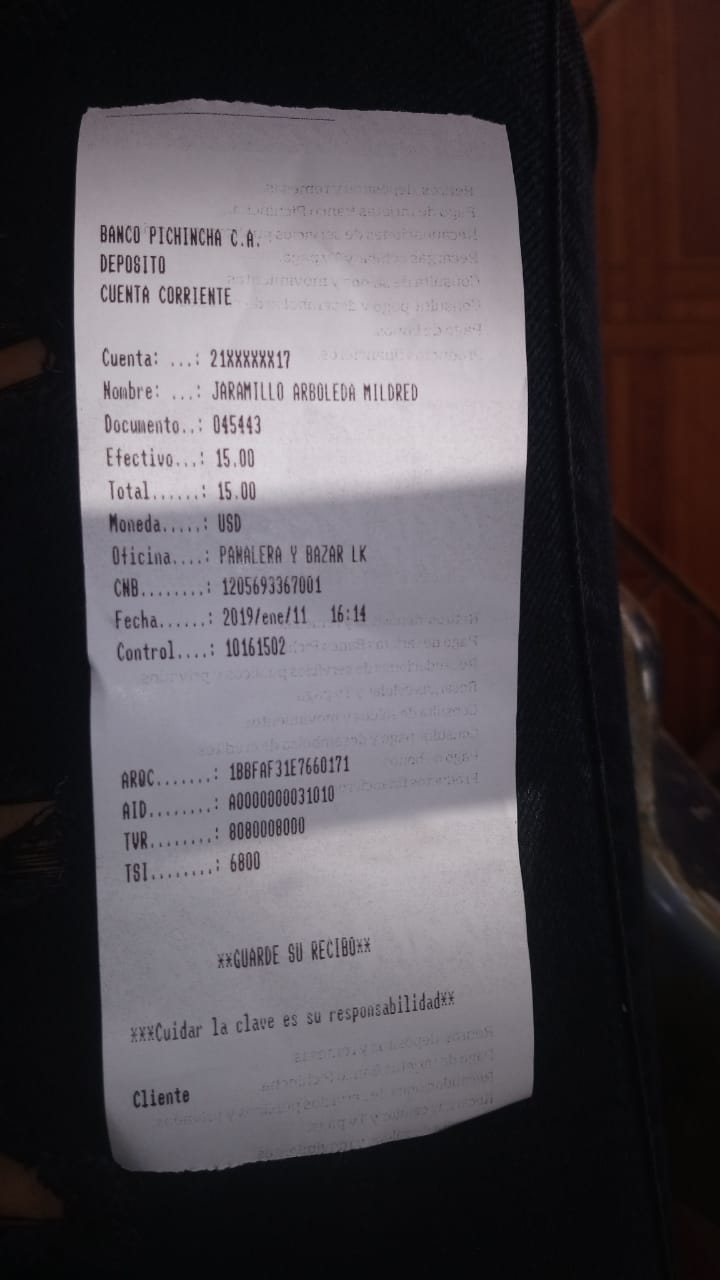 BANCO PICHINCHA C.A.
DEPOSITO
CUENTA CORRIENTE
Cuenta: ...: 21XXXXXX17
Nombre: ...: JARAMILLO ARBOLEDA MILDRED
Documento..: 045443
Efectivo...: 15.00
Total......: 15.00
Moneda.....: USD
Oficina....: PANALERA Y BAZAR LK
CNB........: 1205693367001
Fecha......: 2019/ene/11 16:14
Control....: 10161502
ARQC.......: 1BBFAF31E7660171
AID........: A0000000031010
TVR........: 8080008000
TSI........: 6800
**GUARDE SU RECIBO**
***Cuidar la clave es su responsabilidad**
Cliente